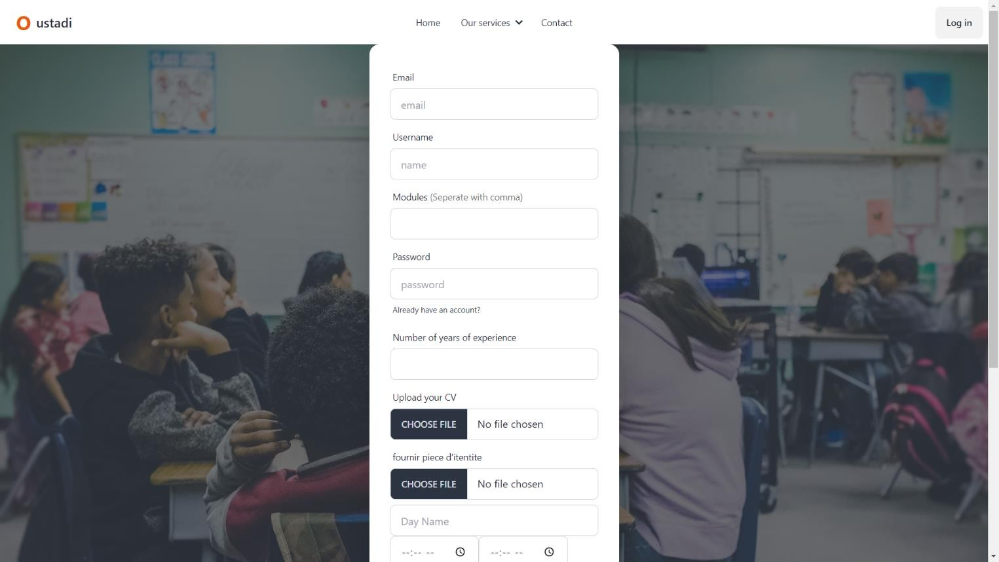 ustadi
Home Our services Contact
Log in
Email
email
Username
name
Modules (Seperate with comma)
Password
password
Already have an account?
Number of years of experience
Upload your CV
CHOOSE FILE No file chosen
fournir piece d'itentite
CHOOSE FILE No file chosen
Day Name
--:-- -- --:-- --